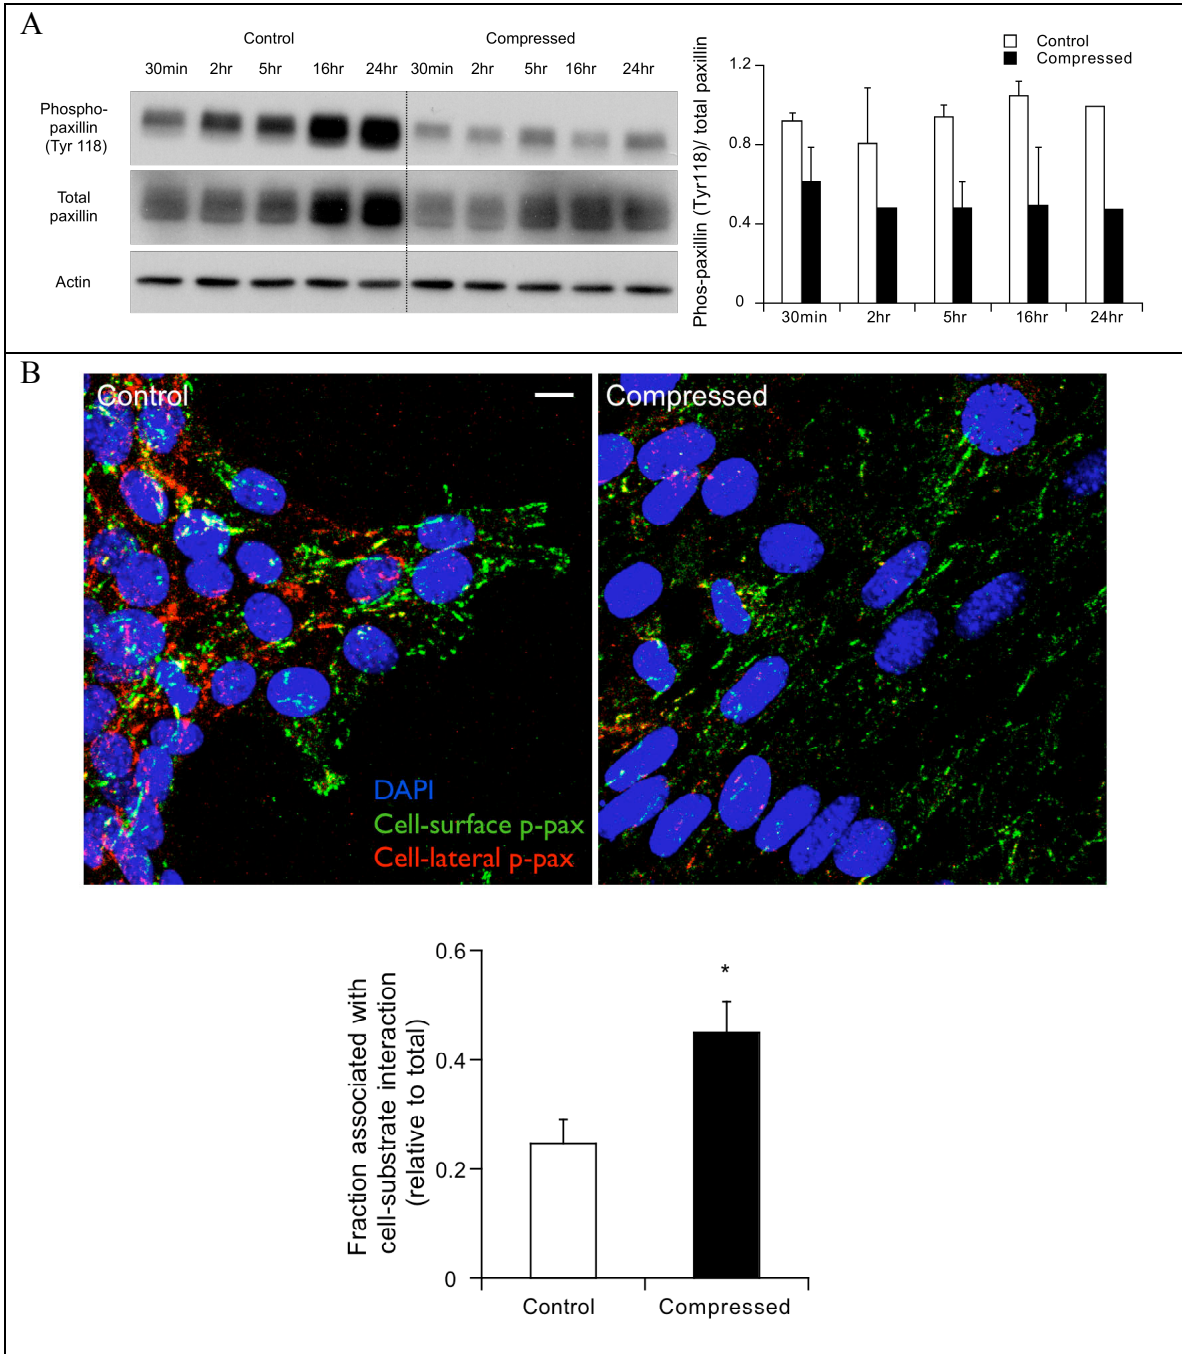 A
Control Compressed
30min 2hr 5hr 16hr 24hr 30min 2hr 5hr 16hr 24hr
Phospho-
paxillin
(Tyr 118)
Total
paxillin
Actin
Control
Compressed
Phos-paxillin (Tyr118)/ total paxillin
1.2
0.8
0.4
0
30min 2hr 5hr 16hr 24hr
B
Control
Compressed
DAPI
Cell-surface p-pax
Cell-lateral p-pax
Fraction associated with
cell-substrate interaction
(relative to total)
0.6
0.4
0.2
0
*
Control Compressed